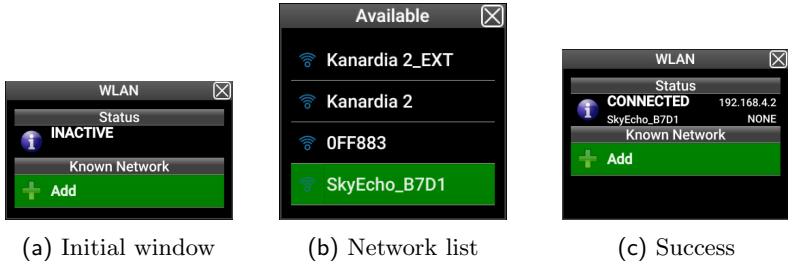 WLAN
Status
INACTIVE
Known Network
Add
(a) Initial window
Available
Kanardia 2_EXT
Kanardia 2
0FF883
SkyEcho_B7D1
(b) Network list
WLAN
Status
CONNECTED 192.168.4.2
SkyEcho_B7D1 NONE
Known Network
Add
(c) Success